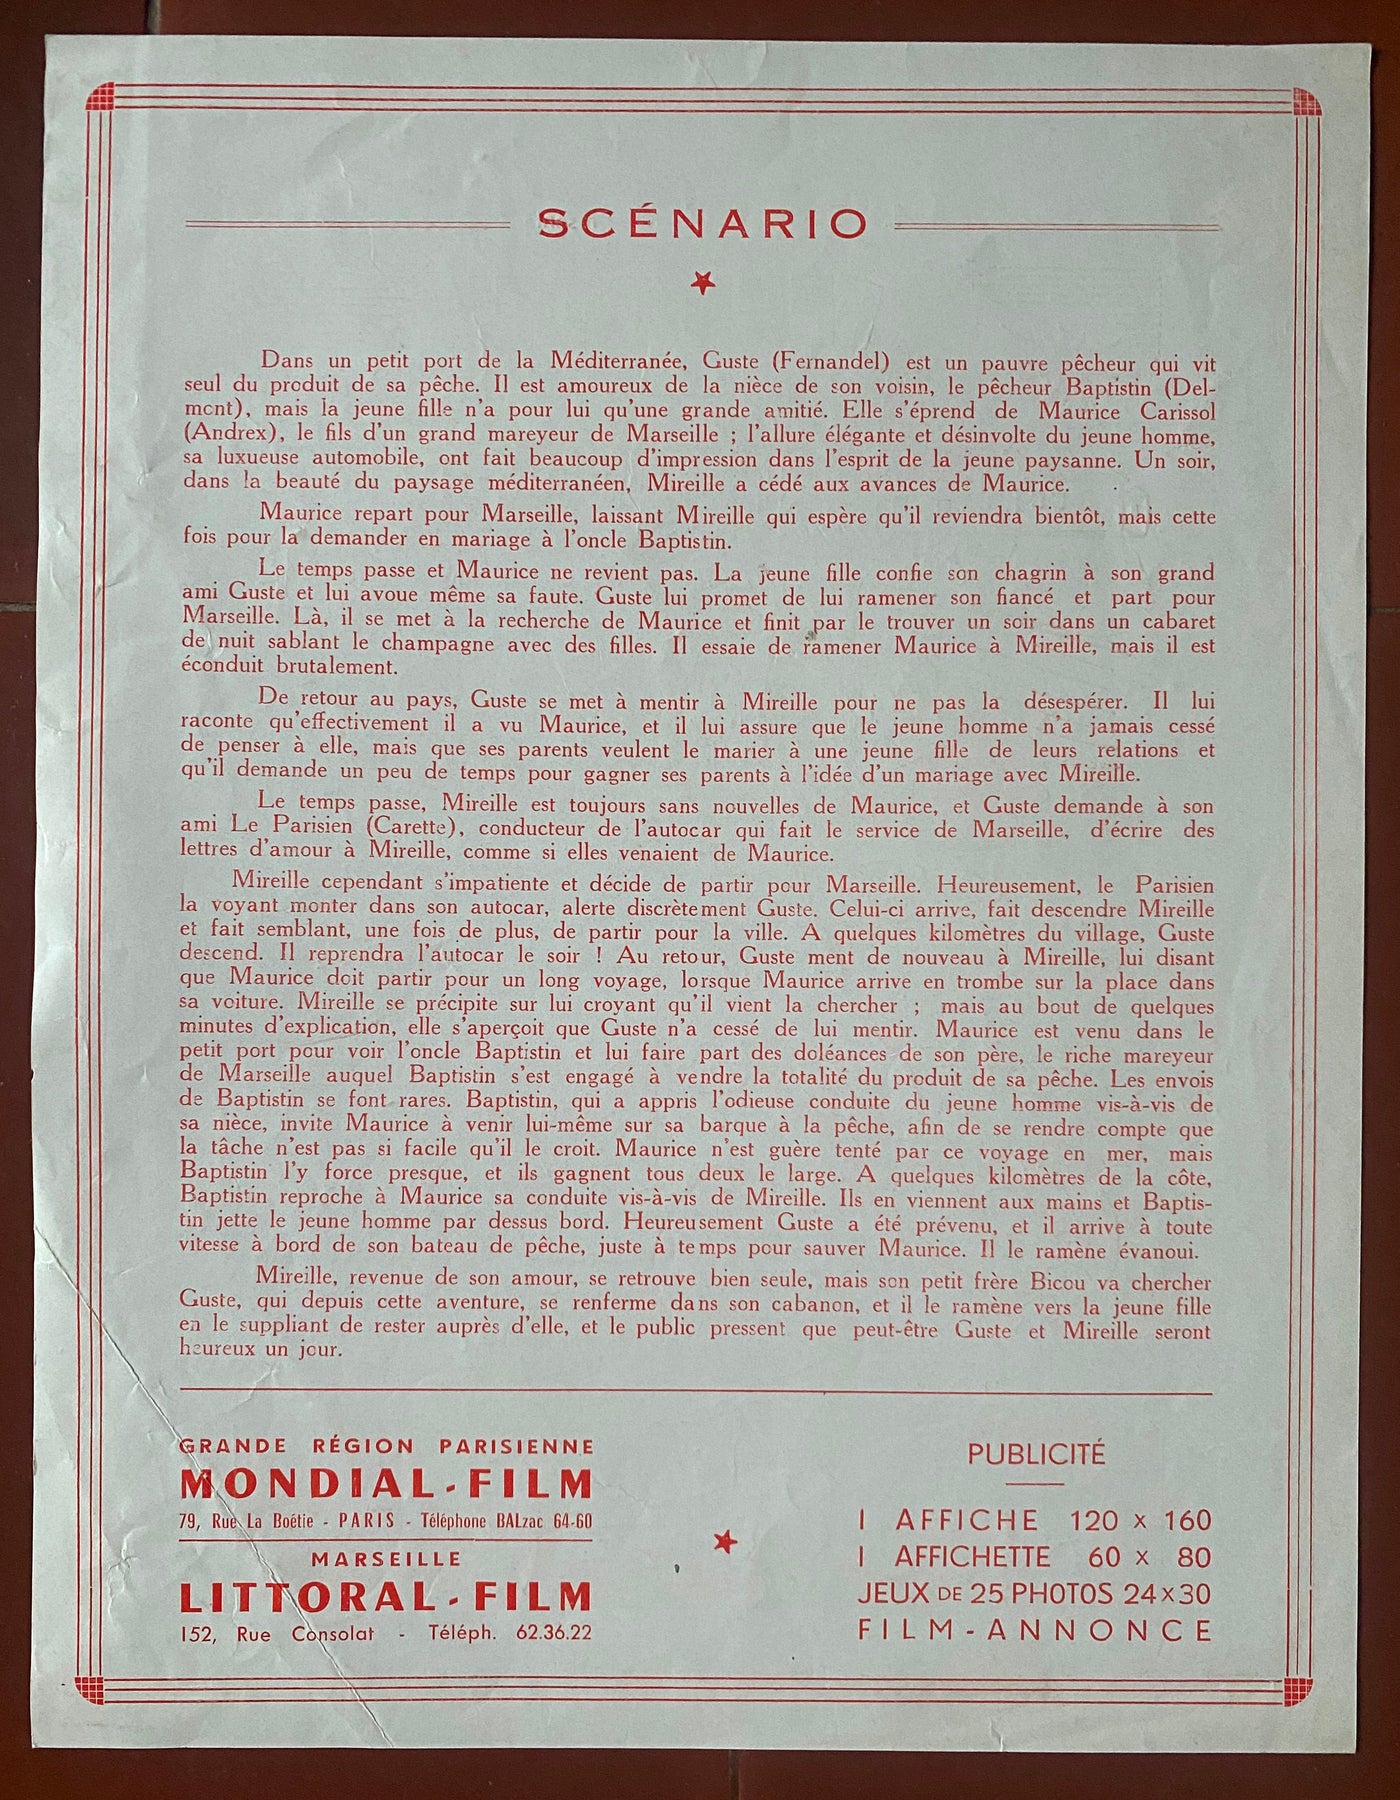 SCÉNARIO
Dans un petit port de la Méditerranée, Guste (Fernandel) est un pauvre pêcheur qui vit
seul du produit de sa pêche. Il est amoureux de la nièce de son voisin, le pêcheur Baptistin (Del-
mont), mais la jeune fille n'a pour lui qu'une grande amitié. Elle s'éprend de Maurice Carissol
(Andrex), le fils d'un grand mareyeur de Marseille ; l'allure élégante et désinvolte du jeune homme,
sa luxueuse automobile, ont fait beaucoup d'impression dans l'esprit de la jeune paysanne. Un soir,
dans la beauté du paysage méditerranéen, Mireille a cédé aux avances de Maurice.
Maurice repart pour Marseille, laissant Mireille qui espère qu'il reviendra bientôt, mais cette
fois pour la demander en mariage à l'oncle Baptistin.
Le temps passe et Maurice ne revient pas. La jeune fille confie son chagrin à son grand
ami Guste et lui avoue même sa faute. Guste lui promet de lui ramener son fiancé et part pour
Marseille. Là, il se met à la recherche de Maurice et finit par le trouver un soir dans un cabaret
de nuit sablant le champagne avec des filles. Il essaie de ramener Maurice à Mireille, mais il est
éconduit brutalement.
De retour au pays, Guste se met à mentir à Mireille pour ne pas la désespérer. Il lui
raconte qu'effectivement il a vu Maurice, et il lui assure que le jeune homme n'a jamais cessé
de penser à elle, mais que ses parents veulent le marier à une jeune fille de leurs relations et
qu'il demande un peu de temps pour gagner ses parents à l'idée d'un mariage avec Mireille.
Le temps passe, Mireille est toujours sans nouvelles de Maurice, et Guste demande à son
ami Le Parisien (Carette), conducteur de l'autocar qui fait le service de Marseille, d'écrire des
lettres d'amour à Mireille, comme si elles venaient de Maurice.
Mireille cependant s'impatiente et décide de partir pour Marseille. Heureusement, le Parisien
la voyant monter dans son autocar, alerte discrètement Guste. Celui-ci arrive, fait descendre Mireille
et fait semblant, une fois de plus, de partir pour la ville. A quelques kilomètres du village, Guste
descend. Il reprendra l'autocar le soir ! Au retour, Guste ment de nouveau à Mireille, lui disant
que Maurice doit partir pour un long voyage, lorsque Maurice arrive en trombe sur la place dans
sa voiture. Mireille se précipite sur lui croyant qu'il vient la chercher ; mais au bout de quelques
minutes d'explication, elle s'aperçoit que Guste n'a cessé de lui mentir. Maurice est venu dans le
petit port pour voir l'oncle Baptistin et lui faire part des doléances de son père, le riche mareyeur
de Marseille auquel Baptistin s'est engagé à vendre la totalité du produit de sa pêche. Les envois
de Baptistin se font rares. Baptistin, qui a appris l'odieuse conduite du jeune homme vis-à-vis de
sa nièce, invite Maurice à venir lui-même sur sa barque à la pêche, afin de se rendre compte que
la tâche n'est pas si facile qu'il le croit. Maurice n'est guère tenté par ce voyage en mer, mais
Baptistin l'y force presque, et ils gagnent tous deux le large. A quelques kilomètres de la côte,
Baptistin reproche à Maurice sa conduite vis-à-vis de Mireille. Ils en viennent aux mains et Baptis-
tin jette le jeune homme par dessus bord. Heureusement Guste a été prévenu, et il arrive à toute
vitesse à bord de son bateau de pêche, juste à temps pour sauver Maurice. Il le ramène évanoui.
Mireille, revenue de son amour, se retrouve bien seule, mais son petit frère Bicou va chercher
Guste, qui depuis cette aventure, se renferme dans son cabanon, et il le ramène vers la jeune fille
en le suppliant de rester auprès d'elle, et le public pressent que peut-être Guste et Mireille seront
heureux un jour.
GRANDE RÉGION PARISIENNE
MONDIAL-FILM
79, Rue La Boëtie - PARIS - Téléphone BALzac 64-60
MARSEILLE
LITTORAL-FILM
152, Rue Consolat - Téléph. 62.36.22
PUBLICITÉ
1 AFFICHE 120 x 160
1 AFFICHETTE 60 x 80
JEUX DE 25 PHOTOS 24x30
FILM-ANNONCE